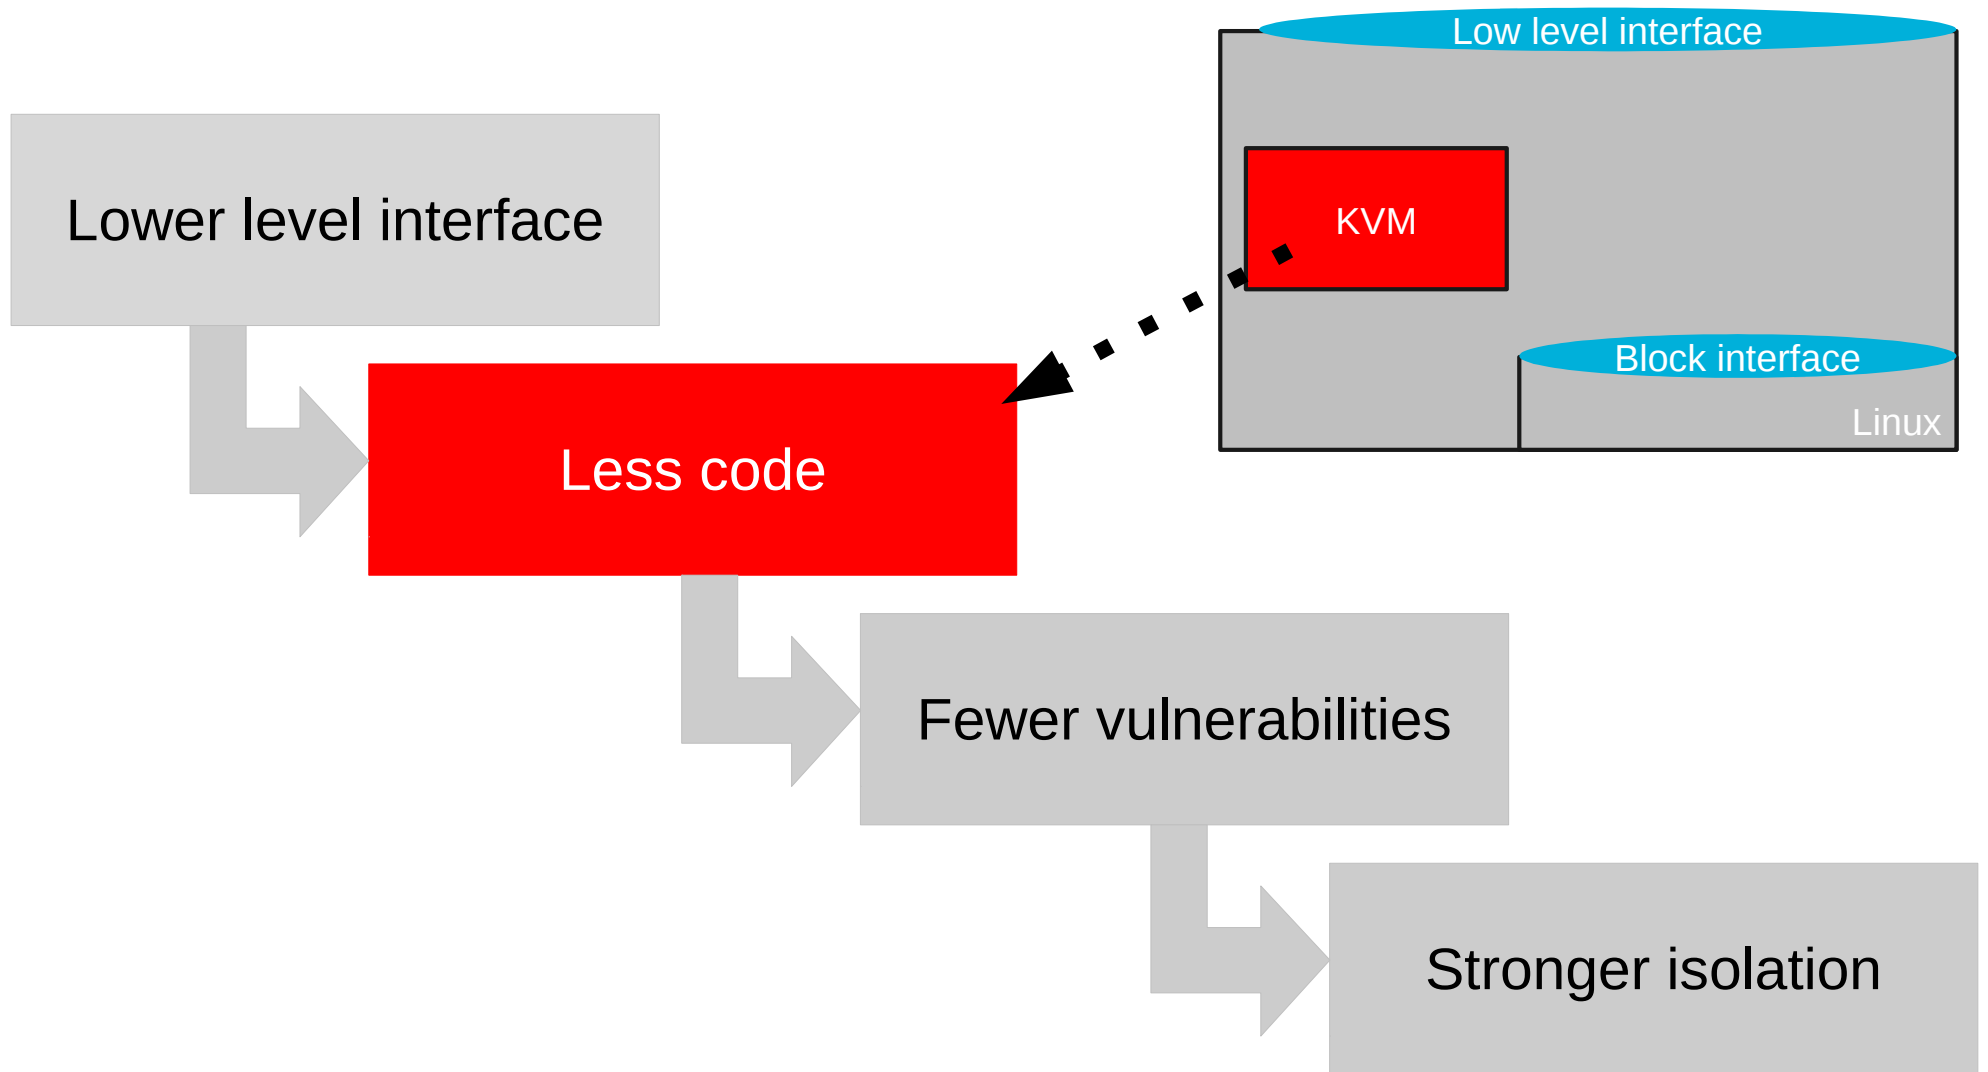 Low level interface
Lower level interface
KVM
Block interface
Linux
Less code
Fewer vulnerabilities
Stronger isolation